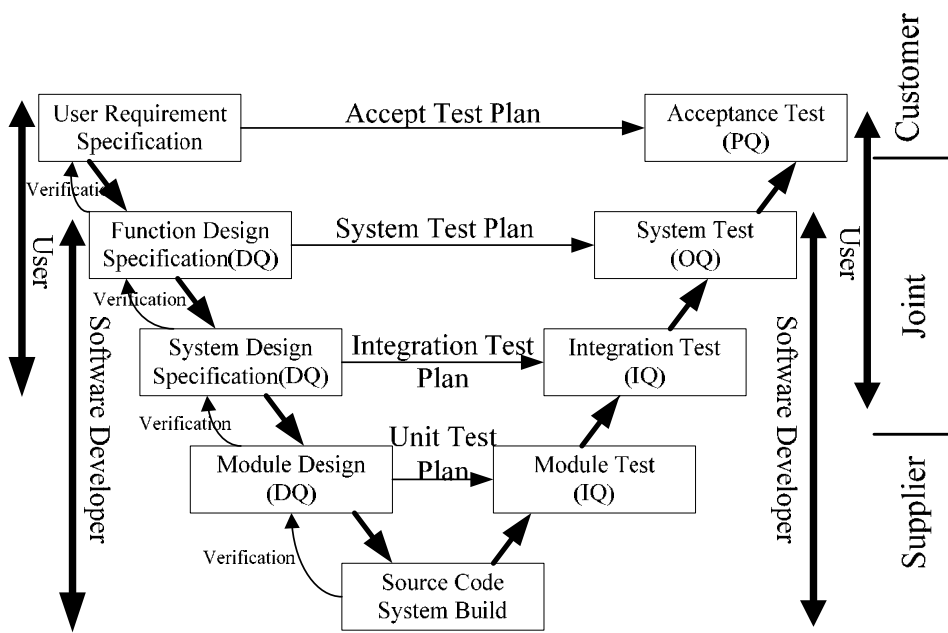 Customer
User Requirement
Specification
Accept Test Plan
Acceptance Test
(PQ)
Verification
Function Design
Specification(DQ)
System Test Plan
System Test
(OQ)
User
User
Verification
Joint
System Design
Specification(DQ)
Integration Test
Plan
Integration Test
(IQ)
Software Developer
Software Developer
Verification
Unit Test
Plan
Module Design
(DQ)
Module Test
(IQ)
Supplier
Verification
Source Code
System Build